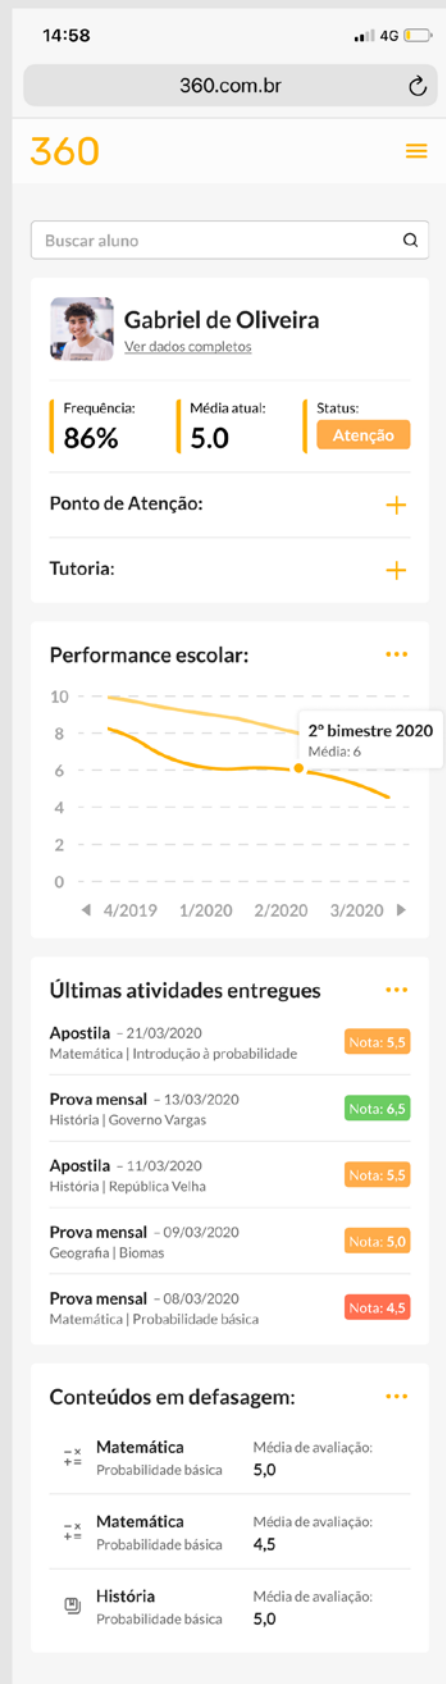 14:58
4G
360.com.br
360
Buscar aluno
Gabriel de Oliveira
Ver dados completos
Frequência: Média atual: Status:
86% 5.0 Atenção
Ponto de Atenção:
Tutoria:
Performance escolar:
10
8
6
4
2
0
2º bimestre 2020
Média: 6
4/2019 1/2020 2/2020 3/2020
Últimas atividades entregues
Apostila - 21/03/2020
Matemática | Introdução à probabilidade
Nota: 5,5
Prova mensal - 13/03/2020
História | Governo Vargas
Nota: 6,5
Apostila - 11/03/2020
História | República Velha
Nota: 5,5
Prova mensal - 09/03/2020
Geografia | Biomas
Nota: 5,0
Prova mensal - 08/03/2020
Matemática | Probabilidade básica
Nota: 4,5
Conteúdos em defasagem:
Matemática Média de avaliação:
Probabilidade básica 5,0
Matemática Média de avaliação:
Probabilidade básica 4,5
História Média de avaliação:
Probabilidade básica 5,0